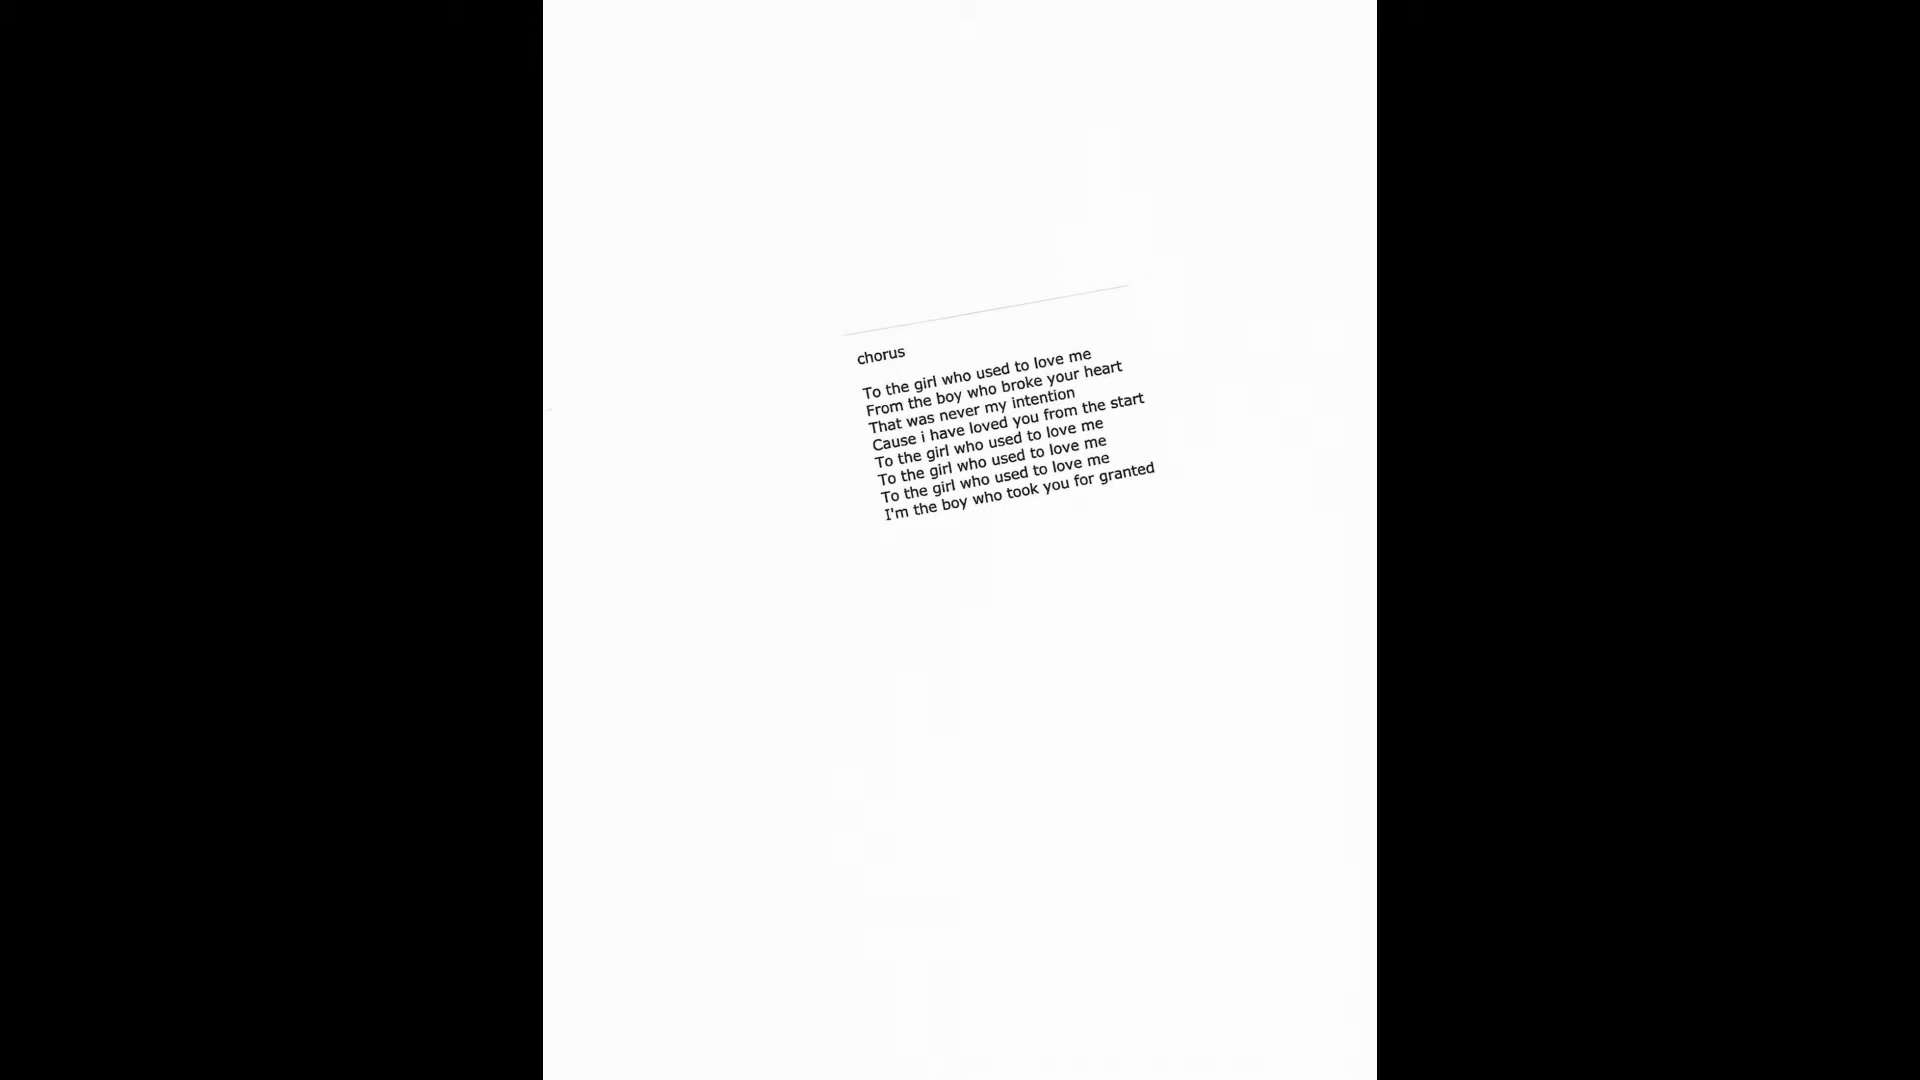 chorus
To the girl who used to love me
From the boy who broke your heart
That was never my intention
Cause i have loved you from the start
To the girl who used to love me
To the girl who used to love me
To the girl who used to love me
I'm the boy who took you for granted